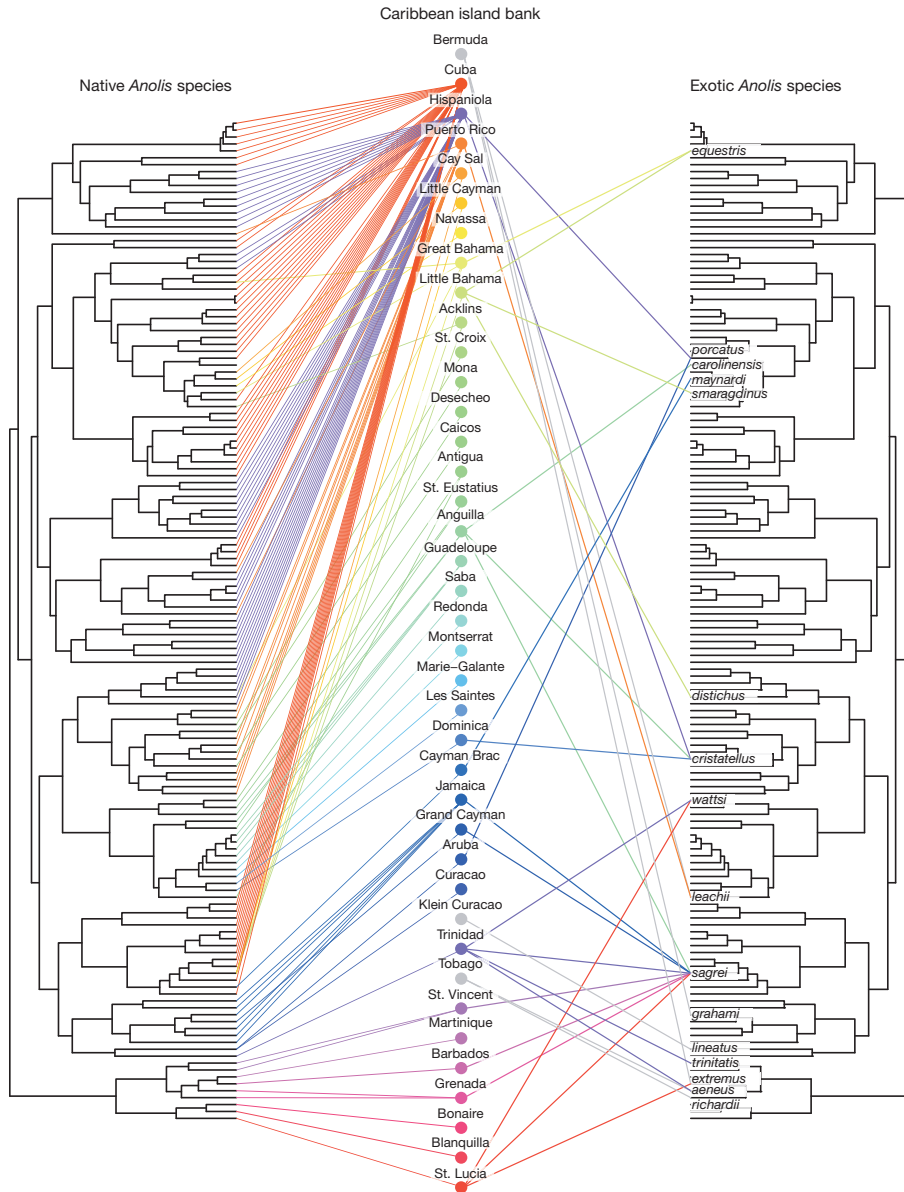 Caribbean island bank
Native Anolis species
Exotic Anolis species
Bermuda
Cuba
Hispaniola
Puerto Rico
Cay Sal
Little Cayman
Navassa
Great Bahama
Little Bahama
Acklins
St. Croix
Mona
Desecheo
Caicos
Antigua
St. Eustatius
Anguilla
Guadeloupe
Saba
Redonda
Montserrat
Marie–Galante
Les Saintes
Dominica
Cayman Brac
Jamaica
Grand Cayman
Aruba
Curacao
Klein Curacao
Trinidad
Tobago
St. Vincent
Martinique
Barbados
Grenada
Bonaire
Blanquilla
St. Lucia
equestris
porcatus
carolinensis
maynardi
smaragdinus
distichus
cristatellus
wattsi
leachii
sagrei
grahami
lineatus
trinitatis
extremus
aeneus
richardii